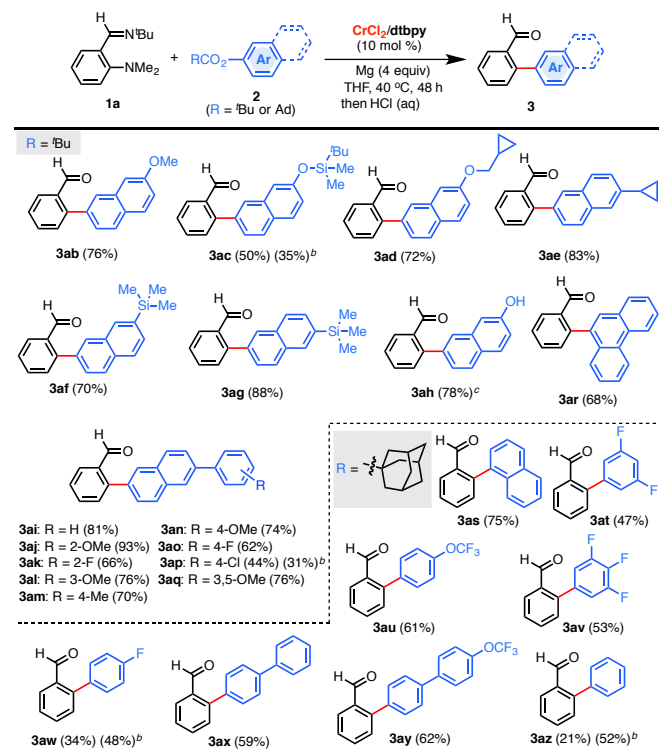 H
NᵗBu
NMe₂
1a
+
RCO₂
Ar
2
(R = ᵗBu or Ad)
CrCl₂/dtbpy
(10 mol %)
Mg (4 equiv)
THF, 40 ºC, 48 h
then HCl (aq)
H
O
Ar
3
R = ᵗBu
H
O
OMe
3ab (76%)
H
O
O
Si
ᵗBu
Me
Me
3ac (50%) (35%)ᵇ
H
O
O
3ad (72%)
H
O
3ae (83%)
H
O
Me
Me
Si
Me
3af (70%)
H
O
Me
Si
Me
Me
3ag (88%)
H
O
OH
3ah (78%)ᶜ
H
O
3ar (68%)
H
O
R
3ai: R = H (81%)
3aj: R = 2-OMe (93%)
3ak: R = 2-F (66%)
3al: R = 3-OMe (76%)
3am: R = 4-Me (70%)
3an: R = 4-OMe (74%)
3ao: R = 4-F (62%)
3ap: R = 4-Cl (44%) (31%)ᵇ
3aq: R = 3,5-OMe (76%)
R =
H
O
3as (75%)
H
O
F
F
3at (47%)
H
O
OCF₃
3au (61%)
H
O
F
F
F
3av (53%)
H
O
F
3aw (34%) (48%)ᵇ
H
O
3ax (59%)
H
O
OCF₃
3ay (62%)
H
O
3az (21%) (52%)ᵇ